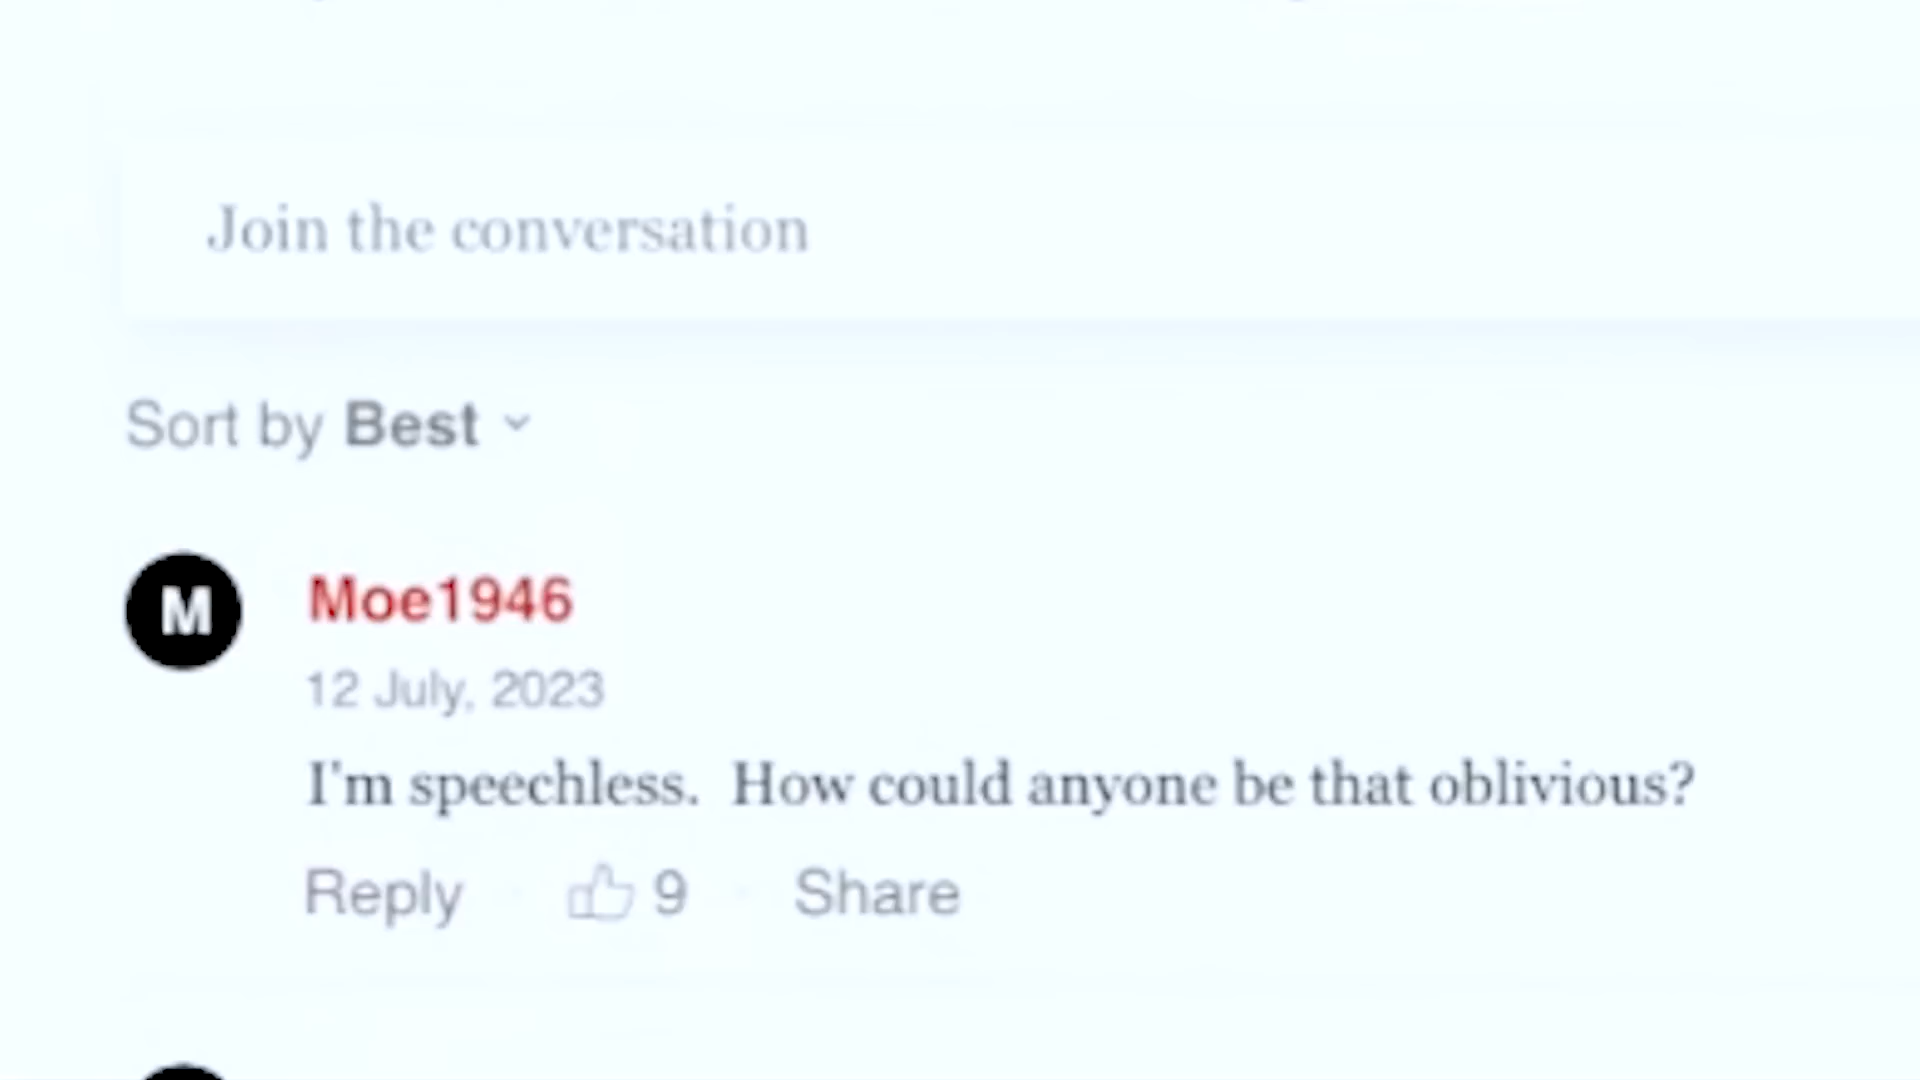 Join the conversation
Sort by Best
M
Moe1946
12 July, 2023
I'm speechless.  How could anyone be that oblivious?
Reply 9 Share